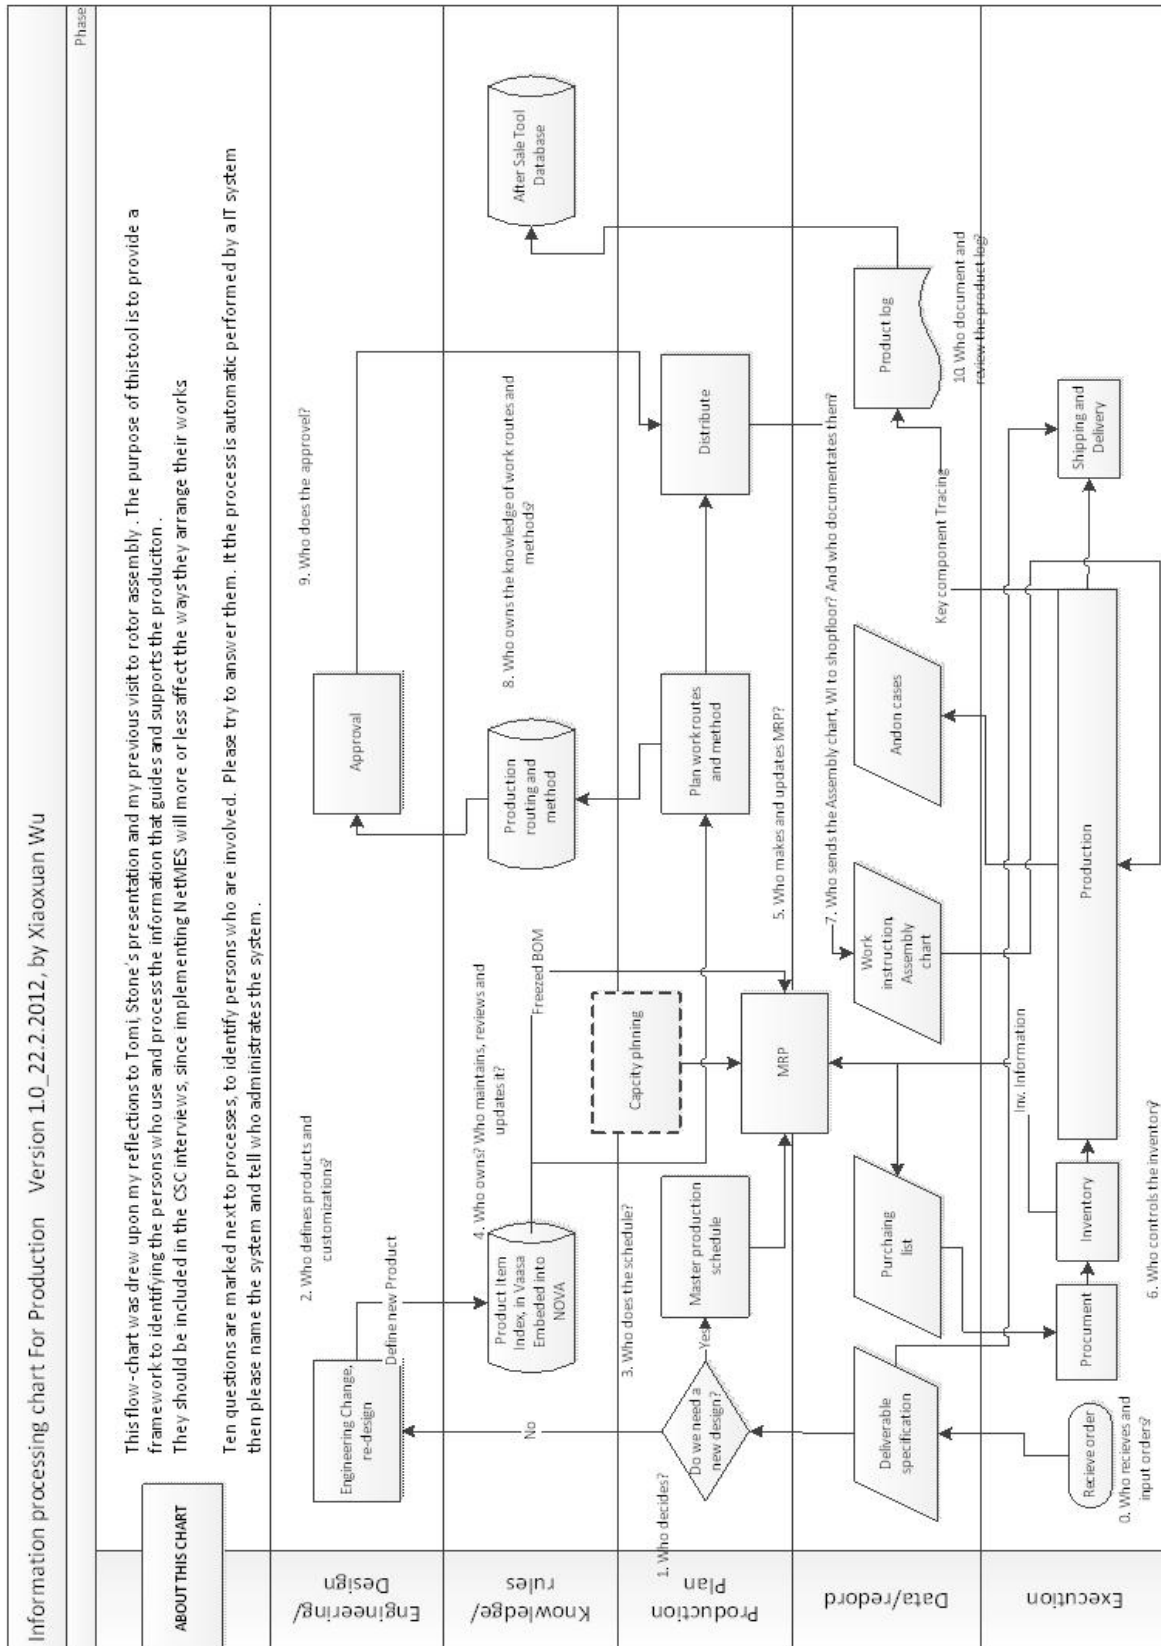 Information processing chart For Production    Version 1.0_22.2.2012, by Xiaoxuan Wu
Phase
ABOUT THIS CHART
This flow-chart was drew upon my reflections to Tomi, Stone's presentation and my previous visit to rotor assembly. The purpose of this tool is to provide a
framework to identifying the persons who use and process the information that guides and supports the produciton.
They should be included in the CSC interviews, since implementing NetMES will more or less affect the ways they arrange their works
Ten questions are marked next to processes, to identify persons who are involved.  Please try to answer them. It the process is automatic performed by a IT system
then please name the system and tell who administrates the system.
Engineering/
Design
Engineering Change,
re-design
2. Who defines products and
customizations?
Define new Product
Approval
9. Who does the approvel?
Knowledge/
rules
Product Item
Index, in Vaasa
Embeded into
NOVA
4. Who owns? Who maintains, reviews and
updates it?
Freezed BOM
Production
routing and
method
8. Who owns the knowledge of work routes and
methods?
After Sale Tool
Database
Production
Plan
1. Who decides?
No
Do we need a
new design?
Yes
3. Who does the schedule?
Master production
schedule
Capcity plnning
MRP
5. Who makes and updates MRP?
Plan work routes
and method
Distribute
Data/redord
Deliverable
specification
Purchaing
list
Work
instruction,
Assembly
chart
7. Who sends the Assembly chart, WI to shopfloor? And who documentates them?
Andon cases
Product log
10. Who document and
review the product log?
Key component Tracing
Inv. Information
Execution
Recieve order
0. Who recieves and
input orders?
Procument
Inventory
6. Who controls the inventory?
Production
Shipping and
Delivery